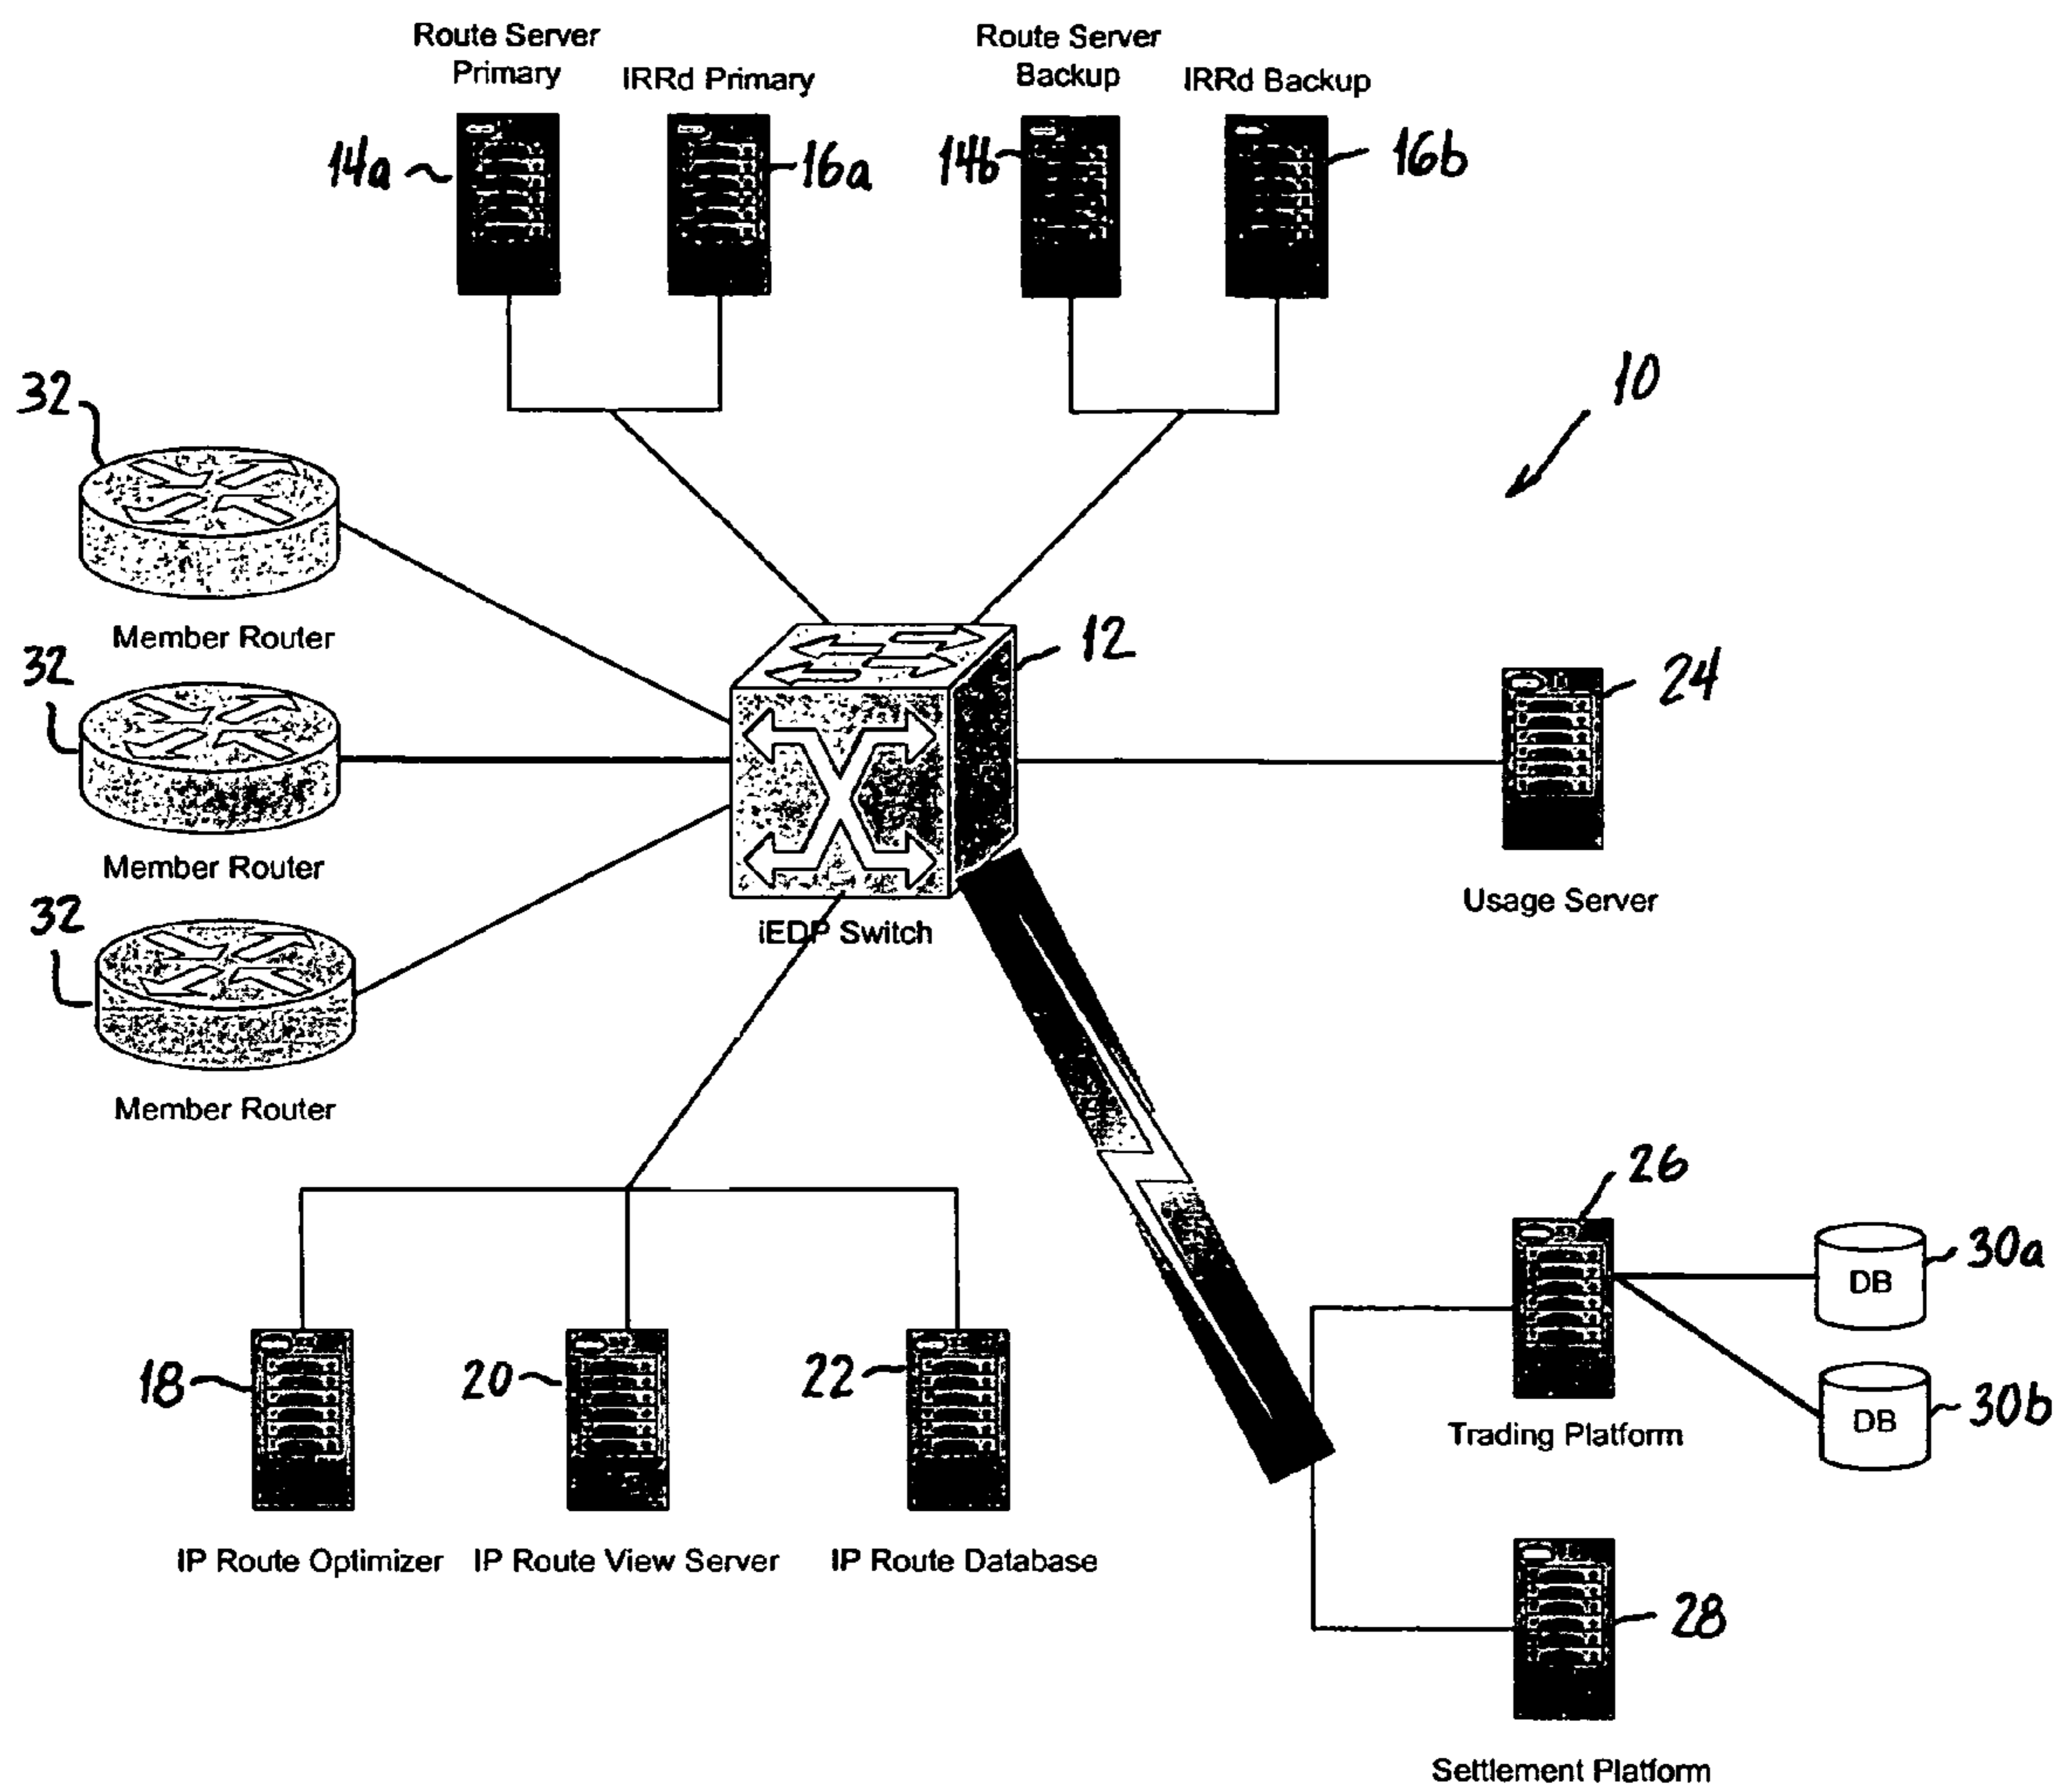 Route Server
Primary
IRRd Primary
Route Server
Backup
IRRd Backup
14a
16a
14b
16b
10
32
Member Router
32
Member Router
32
Member Router
12
iEDP Switch
24
Usage Server
18
20
22
IP Route Optimizer
IP Route View Server
IP Route Database
26
Trading Platform
DB
30a
DB
30b
28
Settlement Platform